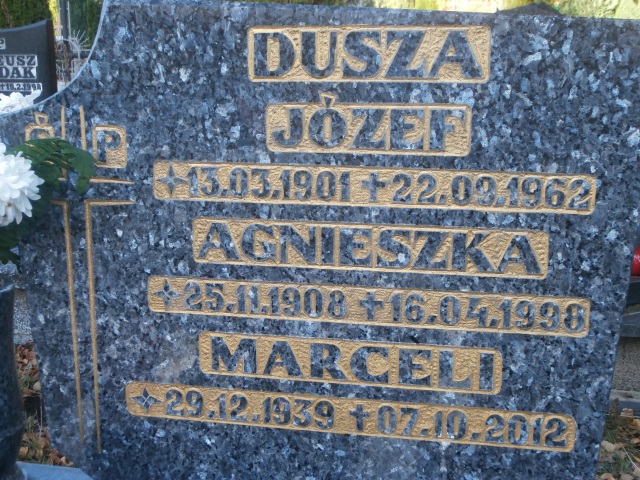 DUSZA
JÓZEF
Ś P
13.03.1901 22.09.1962
AGNIESZKA
25.11.1908 16.04.1998
MARCELI
29.12.1939 07.10.2012